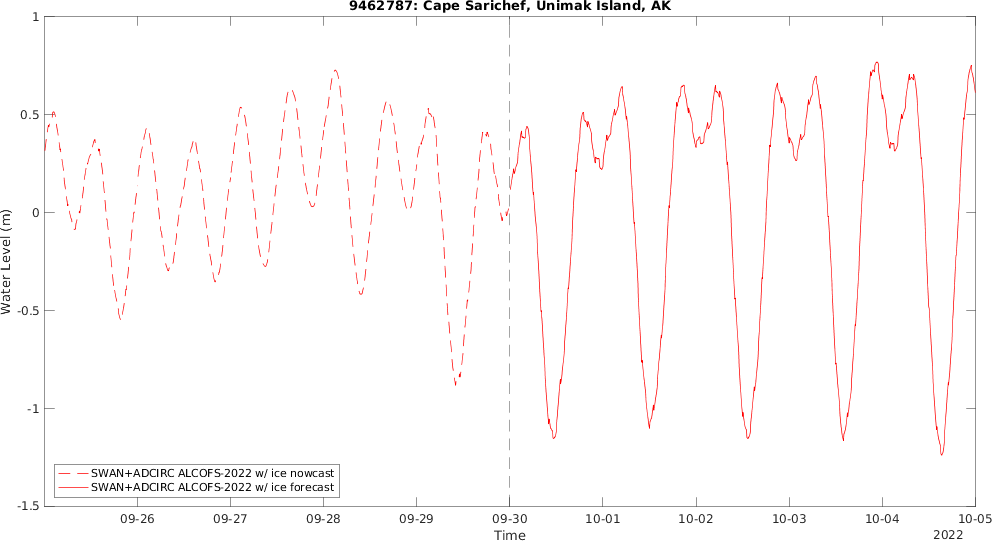 9462787: Cape Sarichef, Unimak Island, AK
1
0.5
0
-0.5
-1
-1.5
Water Level (m)
SWAN+ADCIRC ALCOFS-2022 w/ ice nowcast
SWAN+ADCIRC ALCOFS-2022 w/ ice forecast
09-26 09-27 09-28 09-29 09-30 10-01 10-02 10-03 10-04 10-05
Time
2022